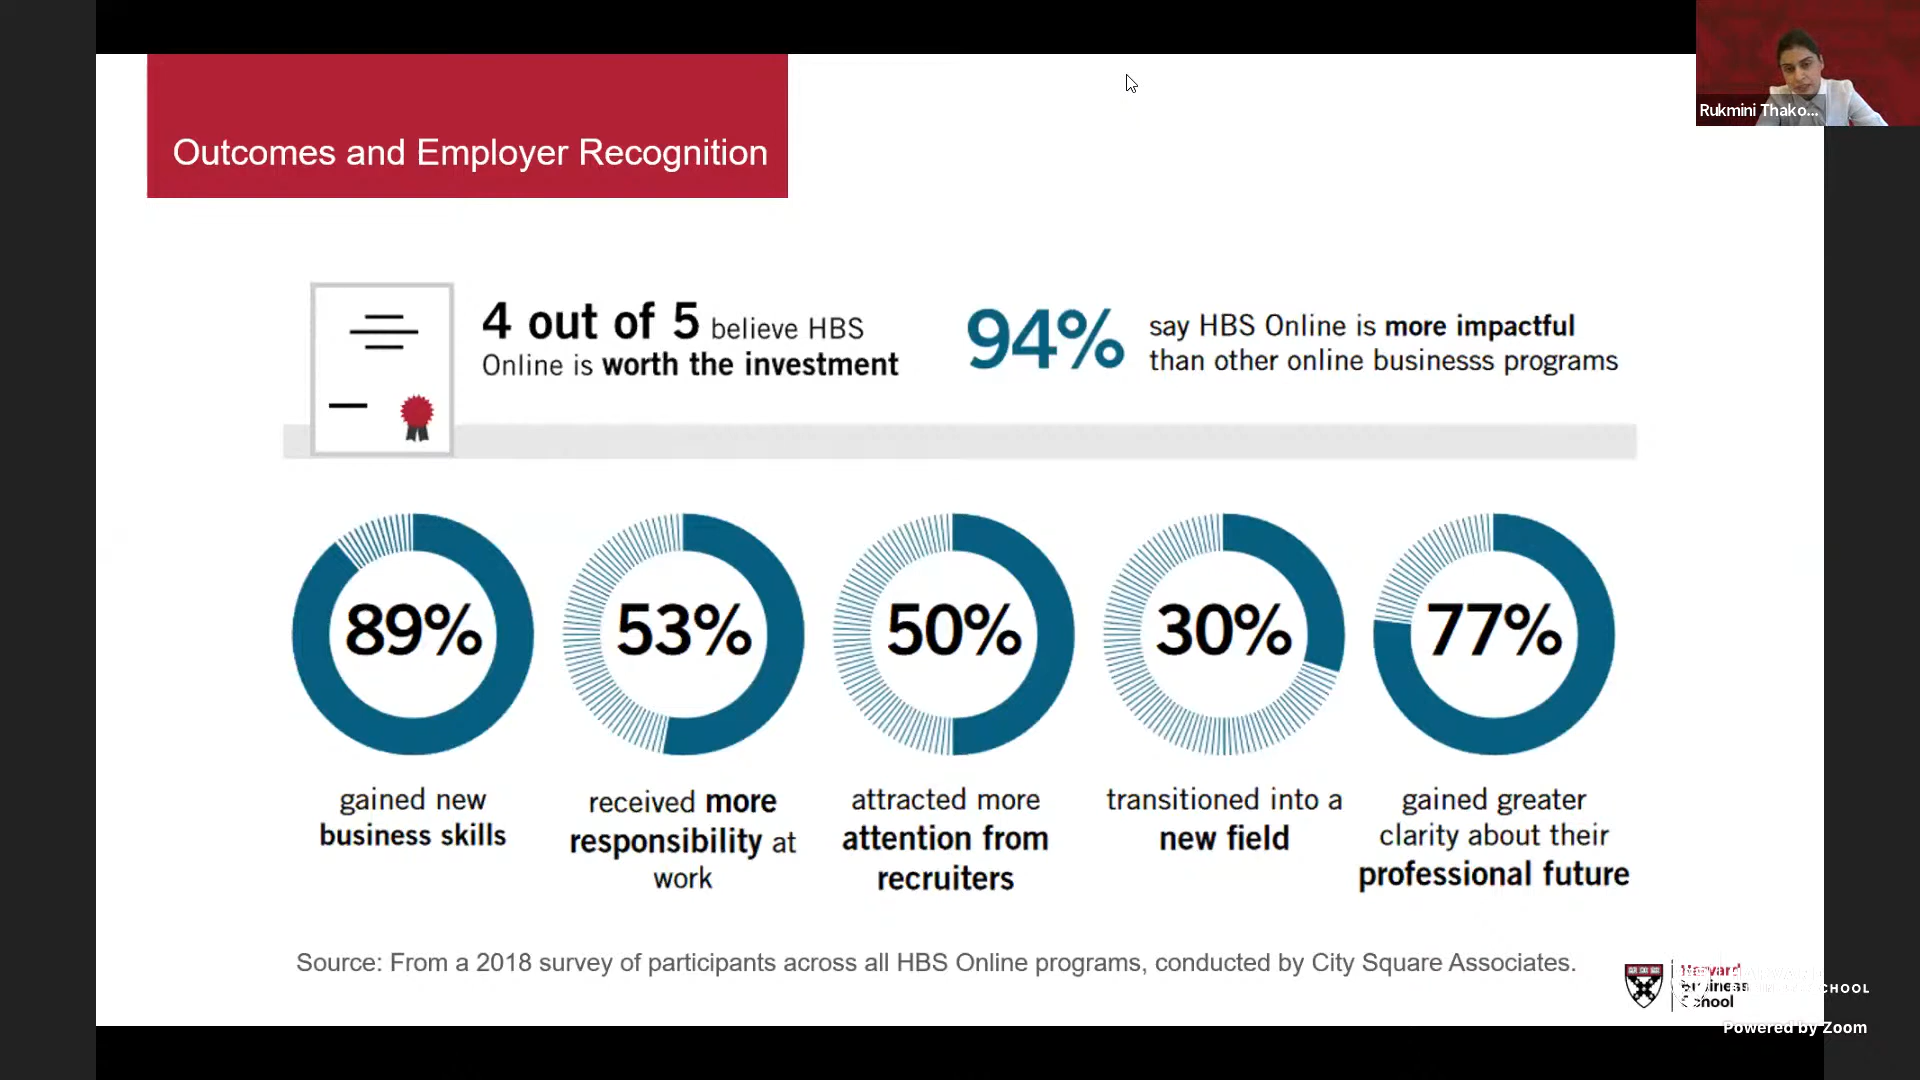 Rukmini Thako...
Outcomes and Employer Recognition
4 out of 5 believe HBS
Online is worth the investment
94%
say HBS Online is more impactful
than other online businesss programs
89%
53%
50%
30%
77%
gained new
business skills
received more
responsibility at
work
attracted more
attention from
recruiters
transitioned into a
new field
gained greater
clarity about their
professional future
Source: From a 2018 survey of participants across all HBS Online programs, conducted by City Square Associates.
Harvard
Business
School
Powered by Zoom